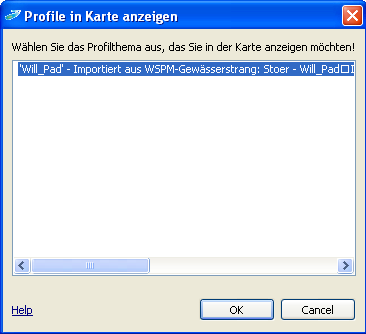 Profile in Karte anzeigen
Wählen Sie das Profilthema aus, das Sie in der Karte anzeigen möchten!
'Will_Pad' - Importiert aus WSPM-Gewässerstrang: Stoer - Will_Pad□I
Help
OK
Cancel